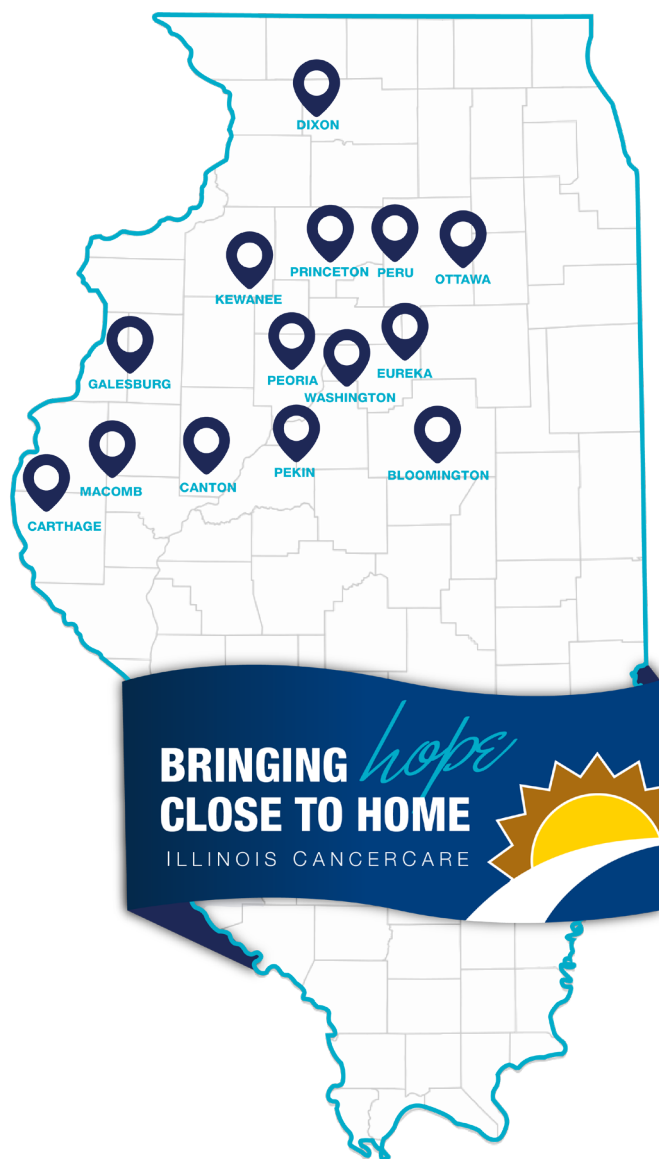 DIXON
PRINCETON
PERU
OTTAWA
KEWANEE
PEORIA
WASHINGTON
EUREKA
GALESBURG
MACOMB
CANTON
PEKIN
BLOOMINGTON
CARTHAGE
BRINGING hope
CLOSE TO HOME
ILLINOIS CANCERCARE